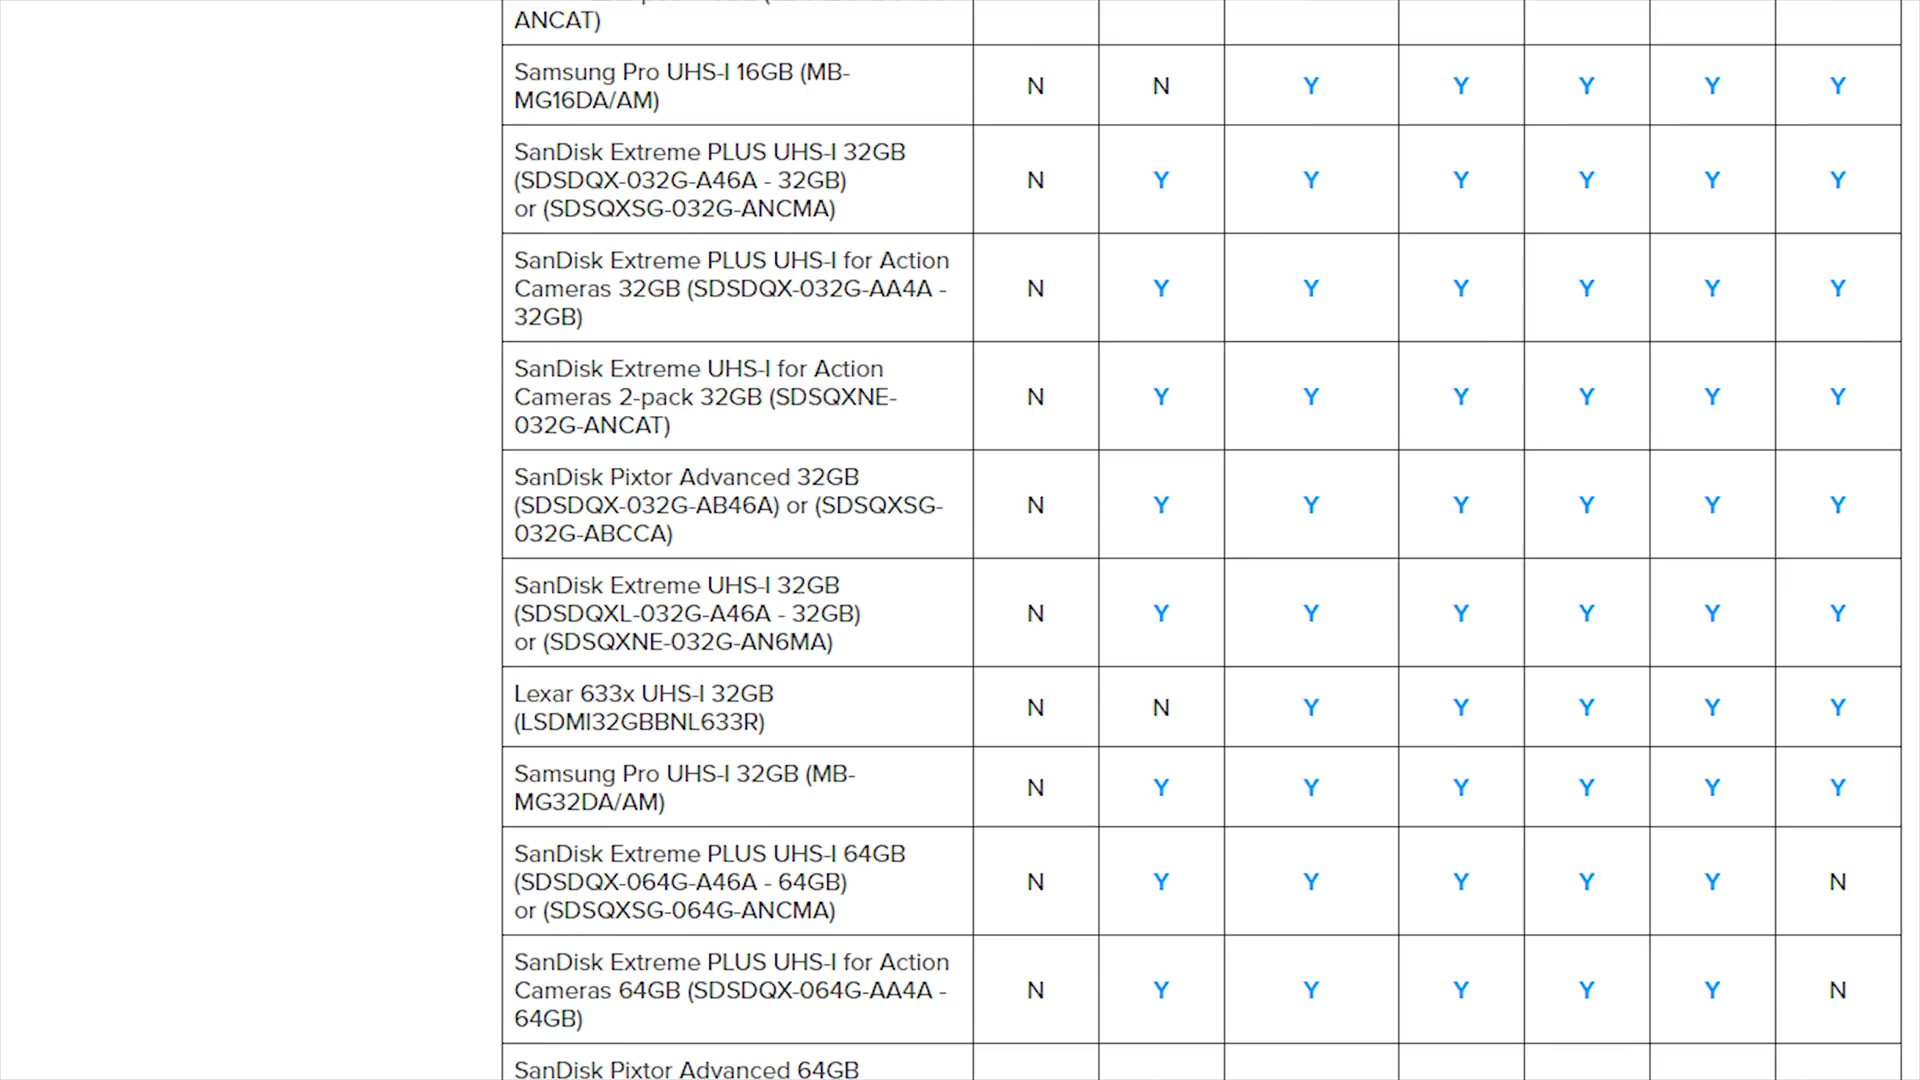 ANCAT)
Samsung Pro UHS-I 16GB (MB-
MG16DA/AM)
N N Y Y Y Y Y
SanDisk Extreme PLUS UHS-I 32GB
(SDSDQX-032G-A46A - 32GB)
or (SDSQXSG-032G-ANCMA)
N Y Y Y Y Y Y
SanDisk Extreme PLUS UHS-I for Action
Cameras 32GB (SDSDQX-032G-AA4A -
32GB)
N Y Y Y Y Y Y
SanDisk Extreme UHS-I for Action
Cameras 2-pack 32GB (SDSQXNE-
032G-ANCAT)
N Y Y Y Y Y Y
SanDisk Pixtor Advanced 32GB
(SDSDQX-032G-AB46A) or (SDSQXSG-
032G-ABCCA)
N Y Y Y Y Y Y
SanDisk Extreme UHS-I 32GB
(SDSDQXL-032G-A46A - 32GB)
or (SDSQXNE-032G-AN6MA)
N Y Y Y Y Y Y
Lexar 633x UHS-I 32GB
(LSDMI32GBBNL633R)
N N Y Y Y Y Y
Samsung Pro UHS-I 32GB (MB-
MG32DA/AM)
N Y Y Y Y Y Y
SanDisk Extreme PLUS UHS-I 64GB
(SDSDQX-064G-A46A - 64GB)
or (SDSQXSG-064G-ANCMA)
N Y Y Y Y Y N
SanDisk Extreme PLUS UHS-I for Action
Cameras 64GB (SDSDQX-064G-AA4A -
64GB)
N Y Y Y Y Y N
SanDisk Pixtor Advanced 64GB